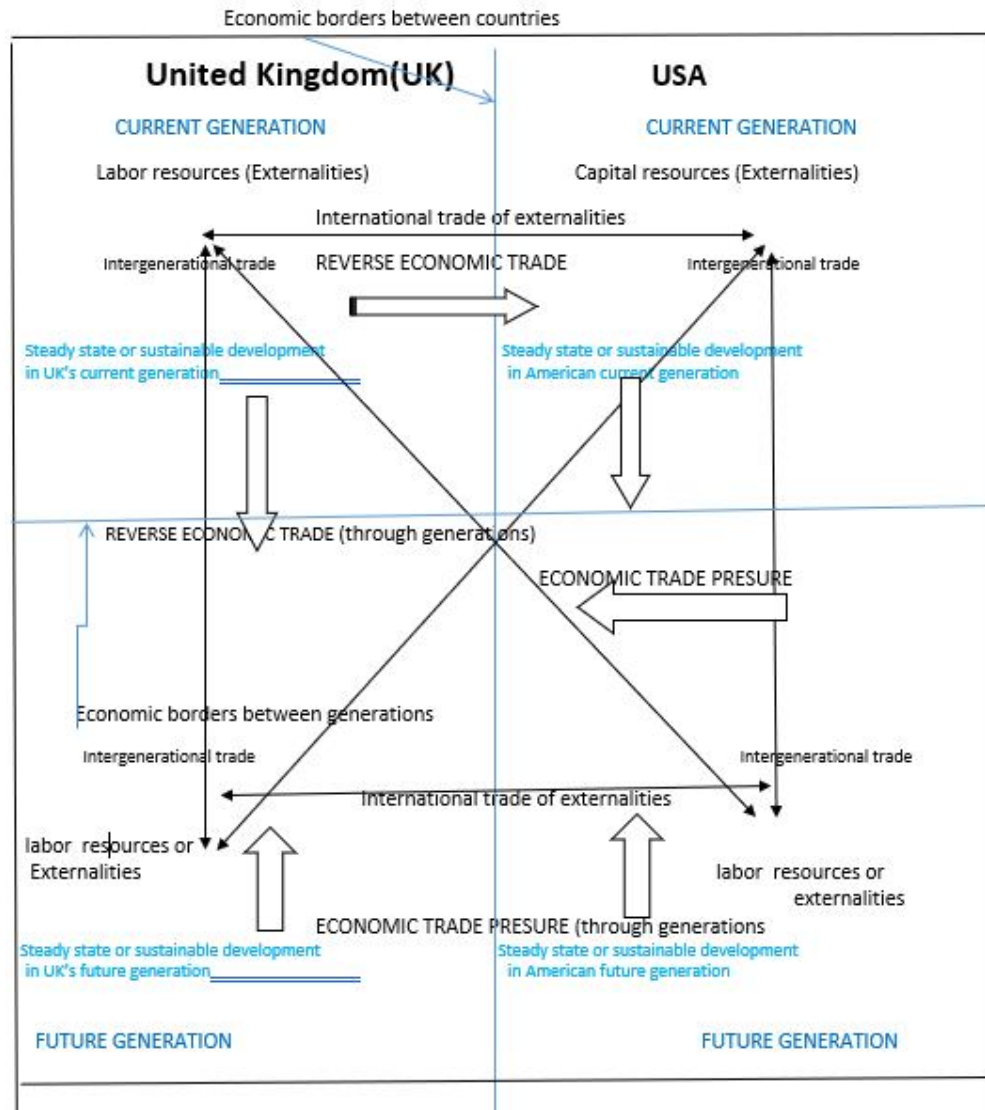 Economic borders between countries
United Kingdom(UK)
USA
CURRENT GENERATION
CURRENT GENERATION
Labor resources (Externalities)
Capital resources (Externalities)
International trade of externalities
Intergenerational trade
REVERSE ECONOMIC TRADE
Intergenerational trade
Steady state or sustainable development
in UK's current generation
Steady state or sustainable development
in American current generation
REVERSE ECONOMIC TRADE (through generations)
ECONOMIC TRADE PRESURE
Economic borders between generations
Intergenerational trade
Intergenerational trade
International trade of externalities
labor resources or
Externalities
labor resources or
externalities
ECONOMIC TRADE PRESURE (through generations
Steady state or sustainable development
in UK's future generation
Steady state or sustainable development
in American future generation
FUTURE GENERATION
FUTURE GENERATION